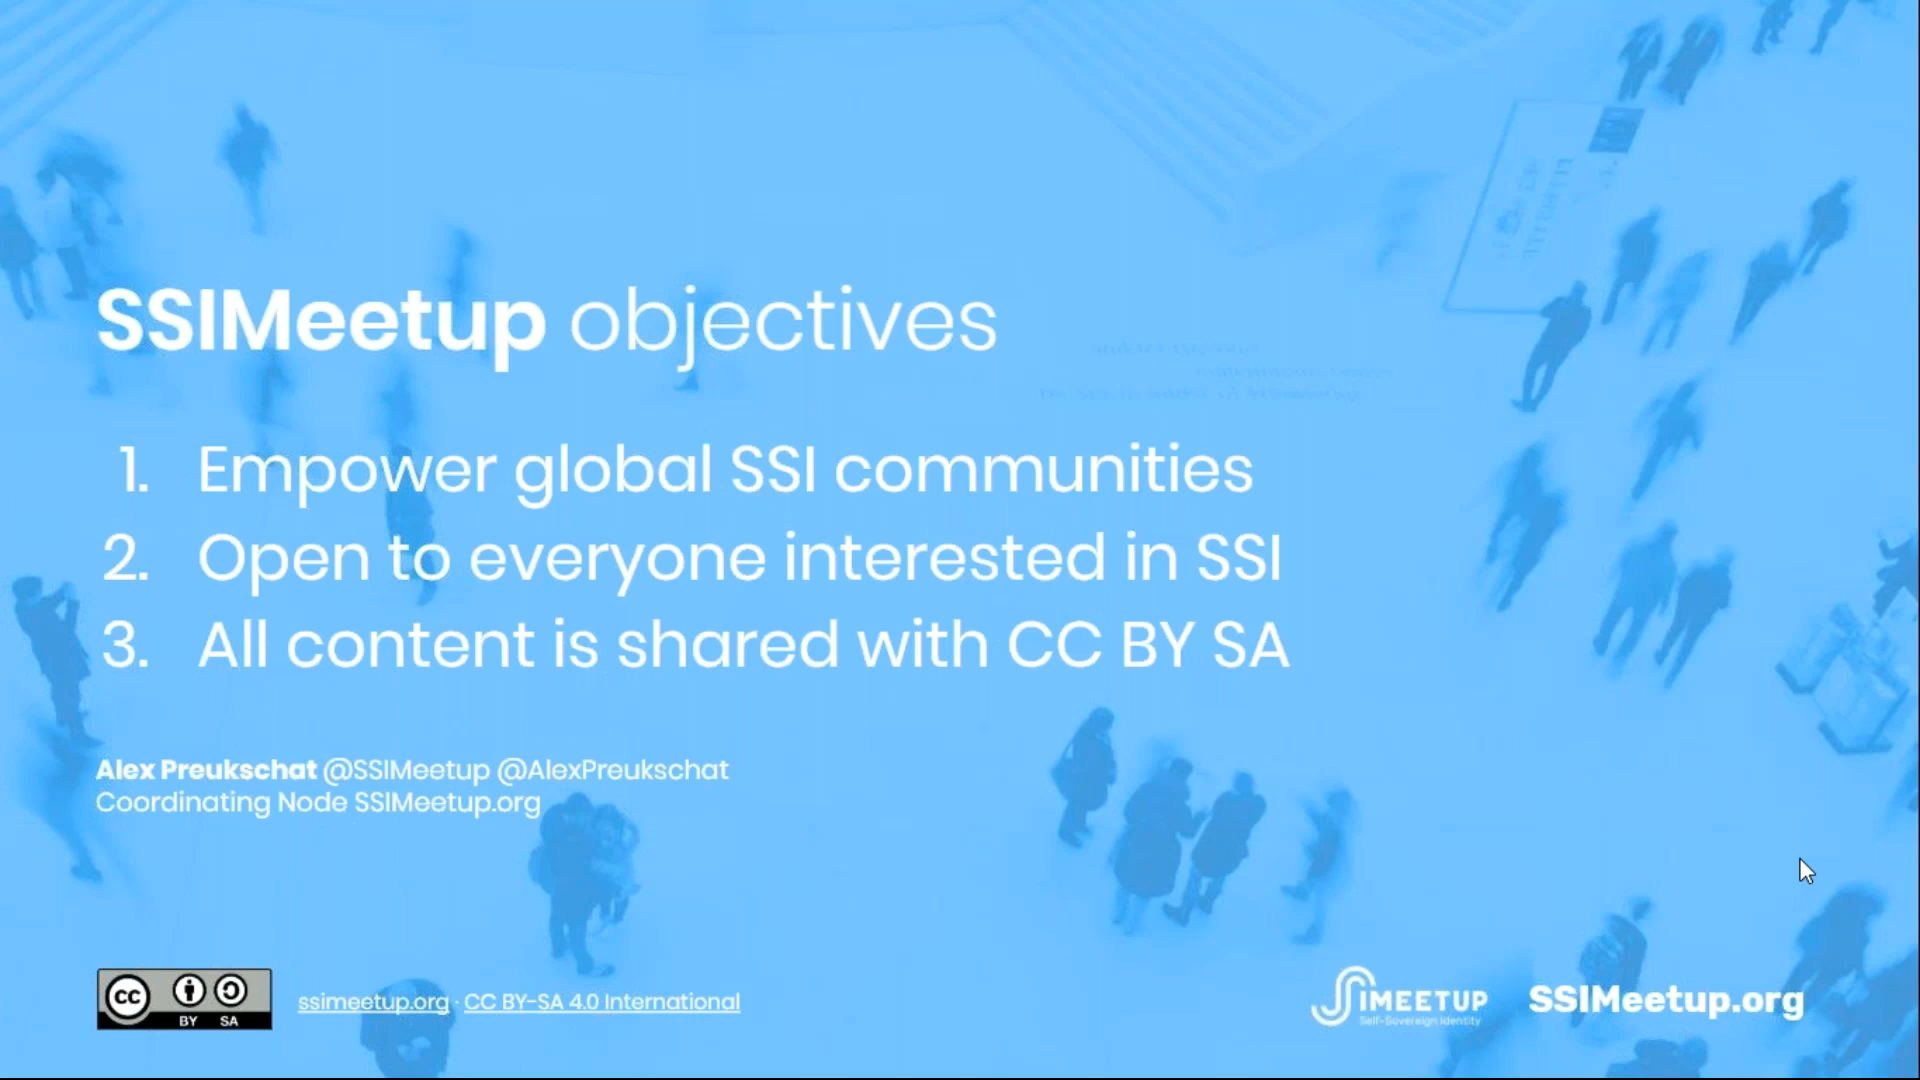 SSIMeetup objectives
1. Empower global SSI communities
2. Open to everyone interested in SSI
3. All content is shared with CC BY SA
Alex Preukschat @SSIMeetup @AlexPreukschat
Coordinating Node SSIMeetup.org
cc BY SA
ssimeetup.org · CC BY-SA 4.0 International
SSIMEETUP
Self-Sovereign Identity
SSIMeetup.org